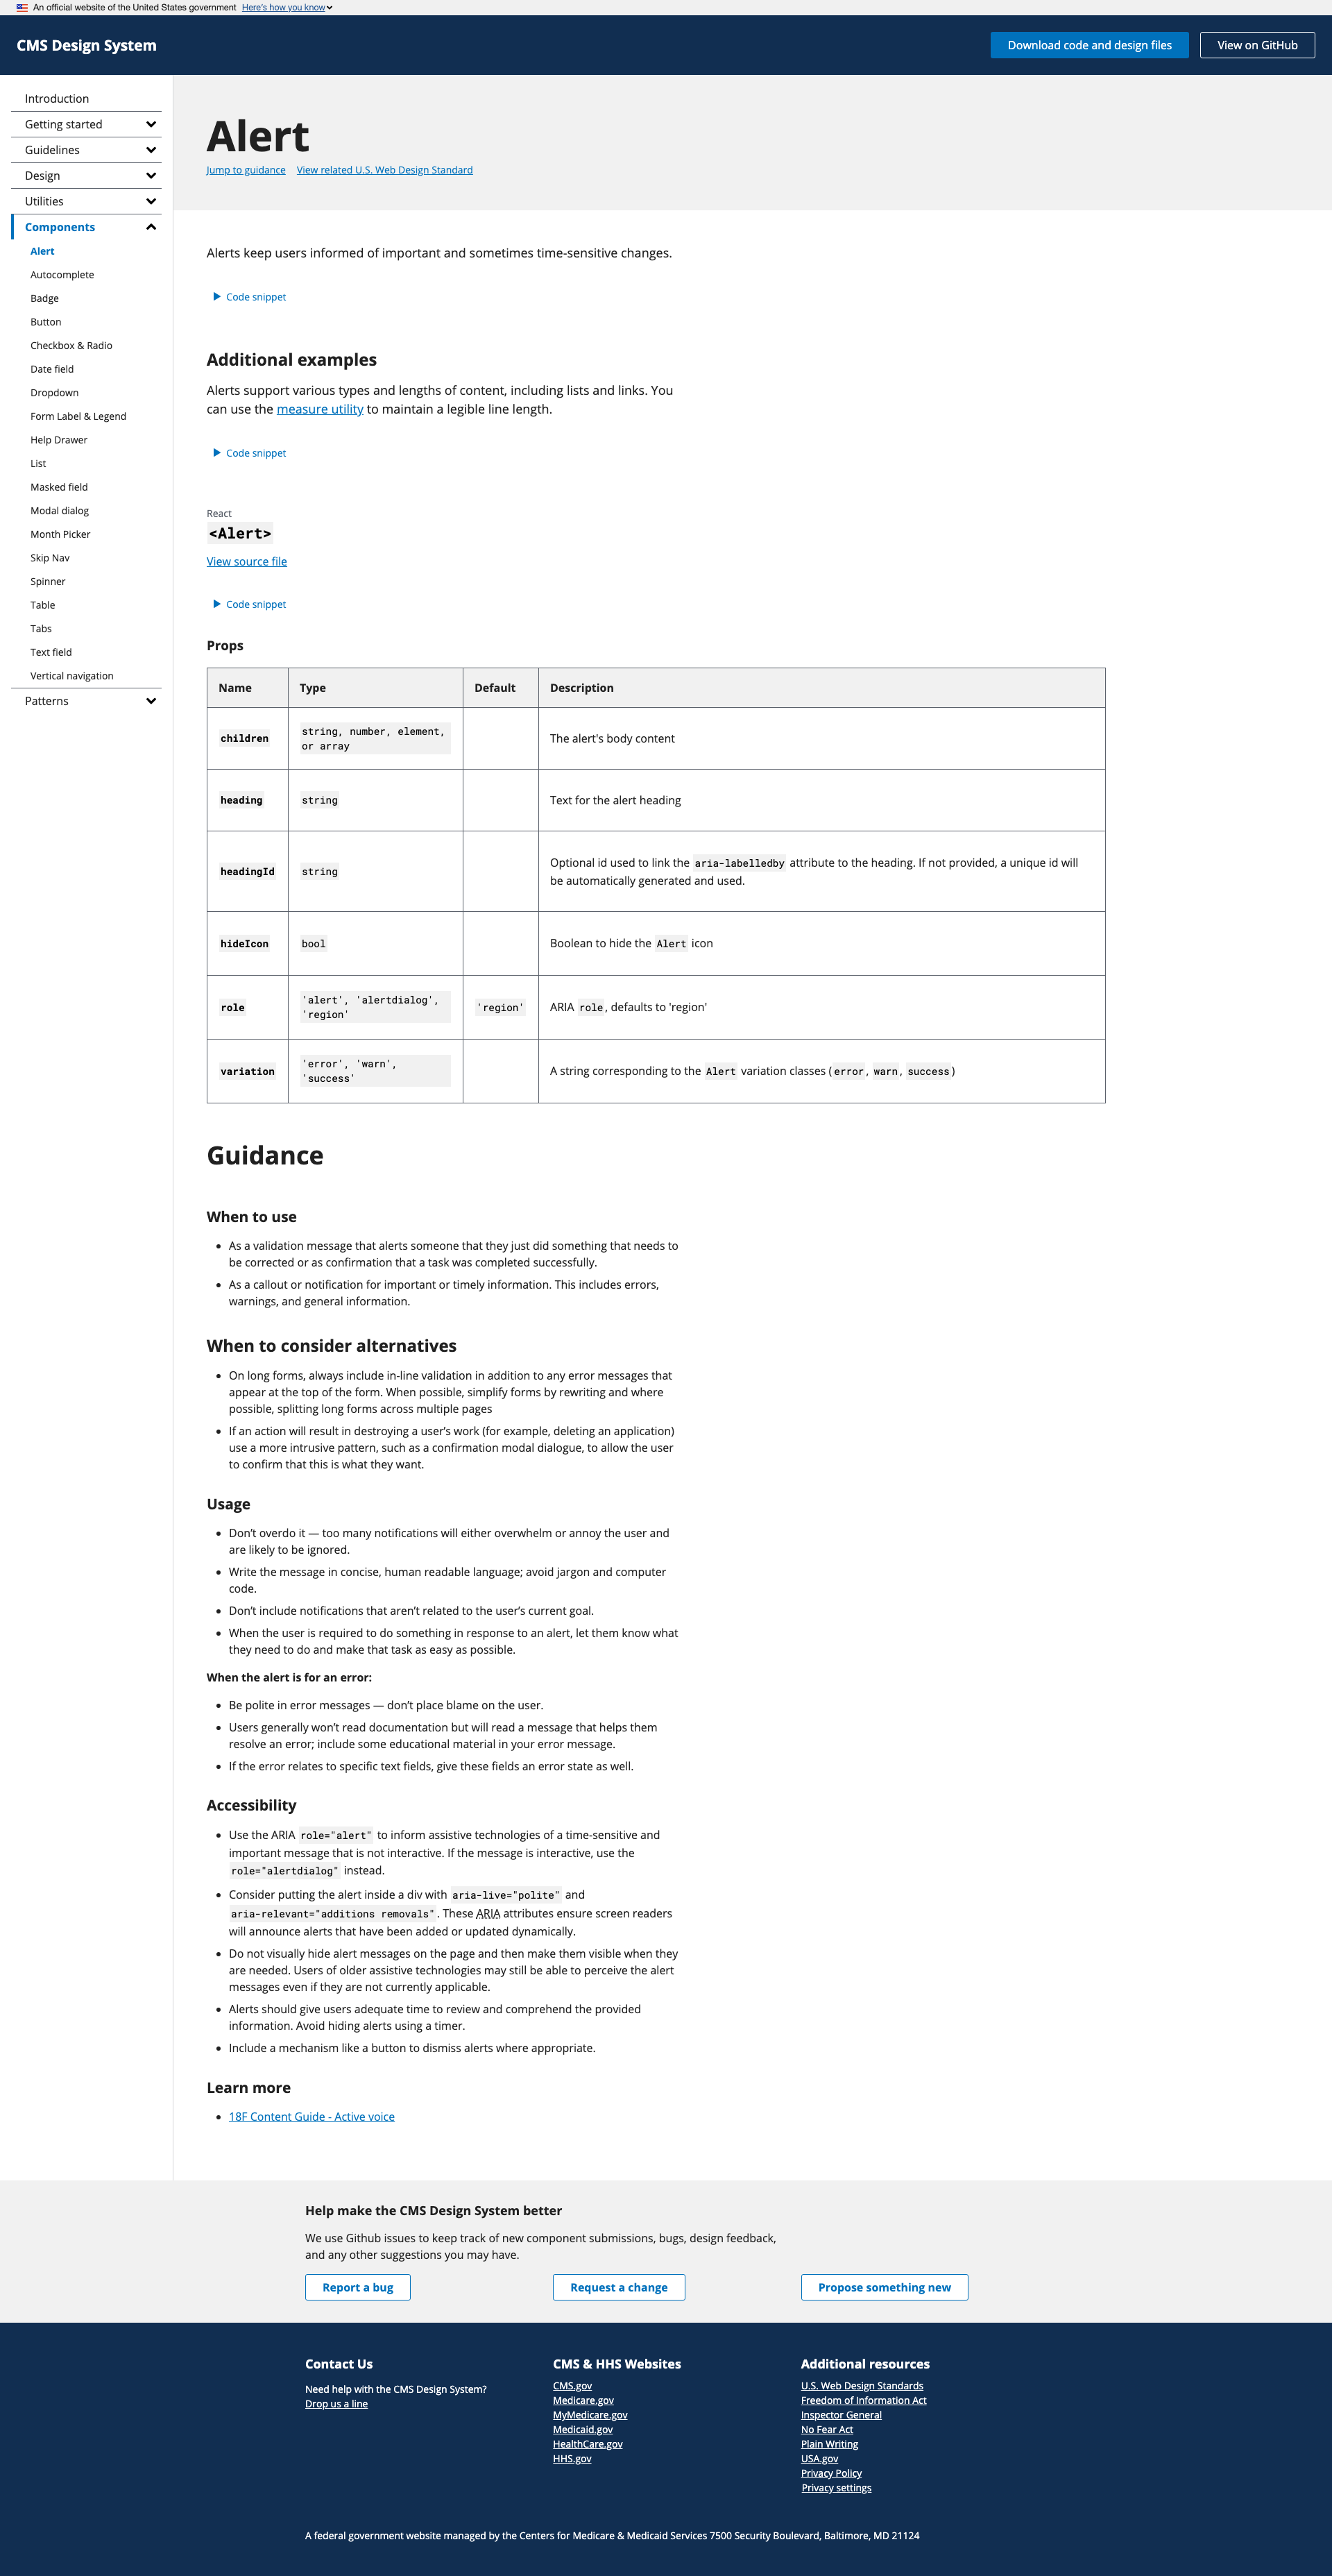 An official website of the United States government Here's how you know
CMS Design System
Download code and design files
View on GitHub
Introduction
Getting started
Guidelines
Design
Utilities
Components
Alert
Autocomplete
Badge
Button
Checkbox & Radio
Date field
Dropdown
Form Label & Legend
Help Drawer
List
Masked field
Modal dialog
Month Picker
Skip Nav
Spinner
Table
Tabs
Text field
Vertical navigation
Patterns
Alert
Jump to guidance View related U.S. Web Design Standard
Alerts keep users informed of important and sometimes time-sensitive changes.
Code snippet
Additional examples
Alerts support various types and lengths of content, including lists and links. You
can use the measure utility to maintain a legible line length.
Code snippet
React
<Alert>
View source file
Code snippet
Props
Name Type Default Description
children string, number, element, The alert's body content
or array
heading string Text for the alert heading
headingId string Optional id used to link the aria-labelledby attribute to the heading. If not provided, a unique id will
be automatically generated and used.
hideIcon bool Boolean to hide the Alert icon
role 'alert', 'alertdialog', 'region' ARIA role, defaults to 'region'
'region'
variation 'error', 'warn', A string corresponding to the Alert variation classes (error, warn, success)
'success'
Guidance
When to use
As a validation message that alerts someone that they just did something that needs to
be corrected or as confirmation that a task was completed successfully.
As a callout or notification for important or timely information. This includes errors,
warnings, and general information.
When to consider alternatives
On long forms, always include in-line validation in addition to any error messages that
appear at the top of the form. When possible, simplify forms by rewriting and where
possible, splitting long forms across multiple pages
If an action will result in destroying a user’s work (for example, deleting an application)
use a more intrusive pattern, such as a confirmation modal dialogue, to allow the user
to confirm that this is what they want.
Usage
Don’t overdo it — too many notifications will either overwhelm or annoy the user and
are likely to be ignored.
Write the message in concise, human readable language; avoid jargon and computer
code.
Don’t include notifications that aren’t related to the user’s current goal.
When the user is required to do something in response to an alert, let them know what
they need to do and make that task as easy as possible.
When the alert is for an error:
Be polite in error messages — don’t place blame on the user.
Users generally won’t read documentation but will read a message that helps them
resolve an error; include some educational material in your error message.
If the error relates to specific text fields, give these fields an error state as well.
Accessibility
Use the ARIA role="alert" to inform assistive technologies of a time-sensitive and
important message that is not interactive. If the message is interactive, use the
role="alertdialog" instead.
Consider putting the alert inside a div with aria-live="polite" and
aria-relevant="additions removals". These ARIA attributes ensure screen readers
will announce alerts that have been added or updated dynamically.
Do not visually hide alert messages on the page and then make them visible when they
are needed. Users of older assistive technologies may still be able to perceive the alert
messages even if they are not currently applicable.
Alerts should give users adequate time to review and comprehend the provided
information. Avoid hiding alerts using a timer.
Include a mechanism like a button to dismiss alerts where appropriate.
Learn more
18F Content Guide - Active voice
Help make the CMS Design System better
We use Github issues to keep track of new component submissions, bugs, design feedback,
and any other suggestions you may have.
Report a bug
Request a change
Propose something new
Contact Us
Need help with the CMS Design System?
Drop us a line
CMS & HHS Websites
CMS.gov
Medicare.gov
MyMedicare.gov
Medicaid.gov
HealthCare.gov
HHS.gov
Additional resources
U.S. Web Design Standards
Freedom of Information Act
Inspector General
No Fear Act
Plain Writing
USA.gov
Privacy Policy
Privacy settings
A federal government website managed by the Centers for Medicare & Medicaid Services 7500 Security Boulevard, Baltimore, MD 21124